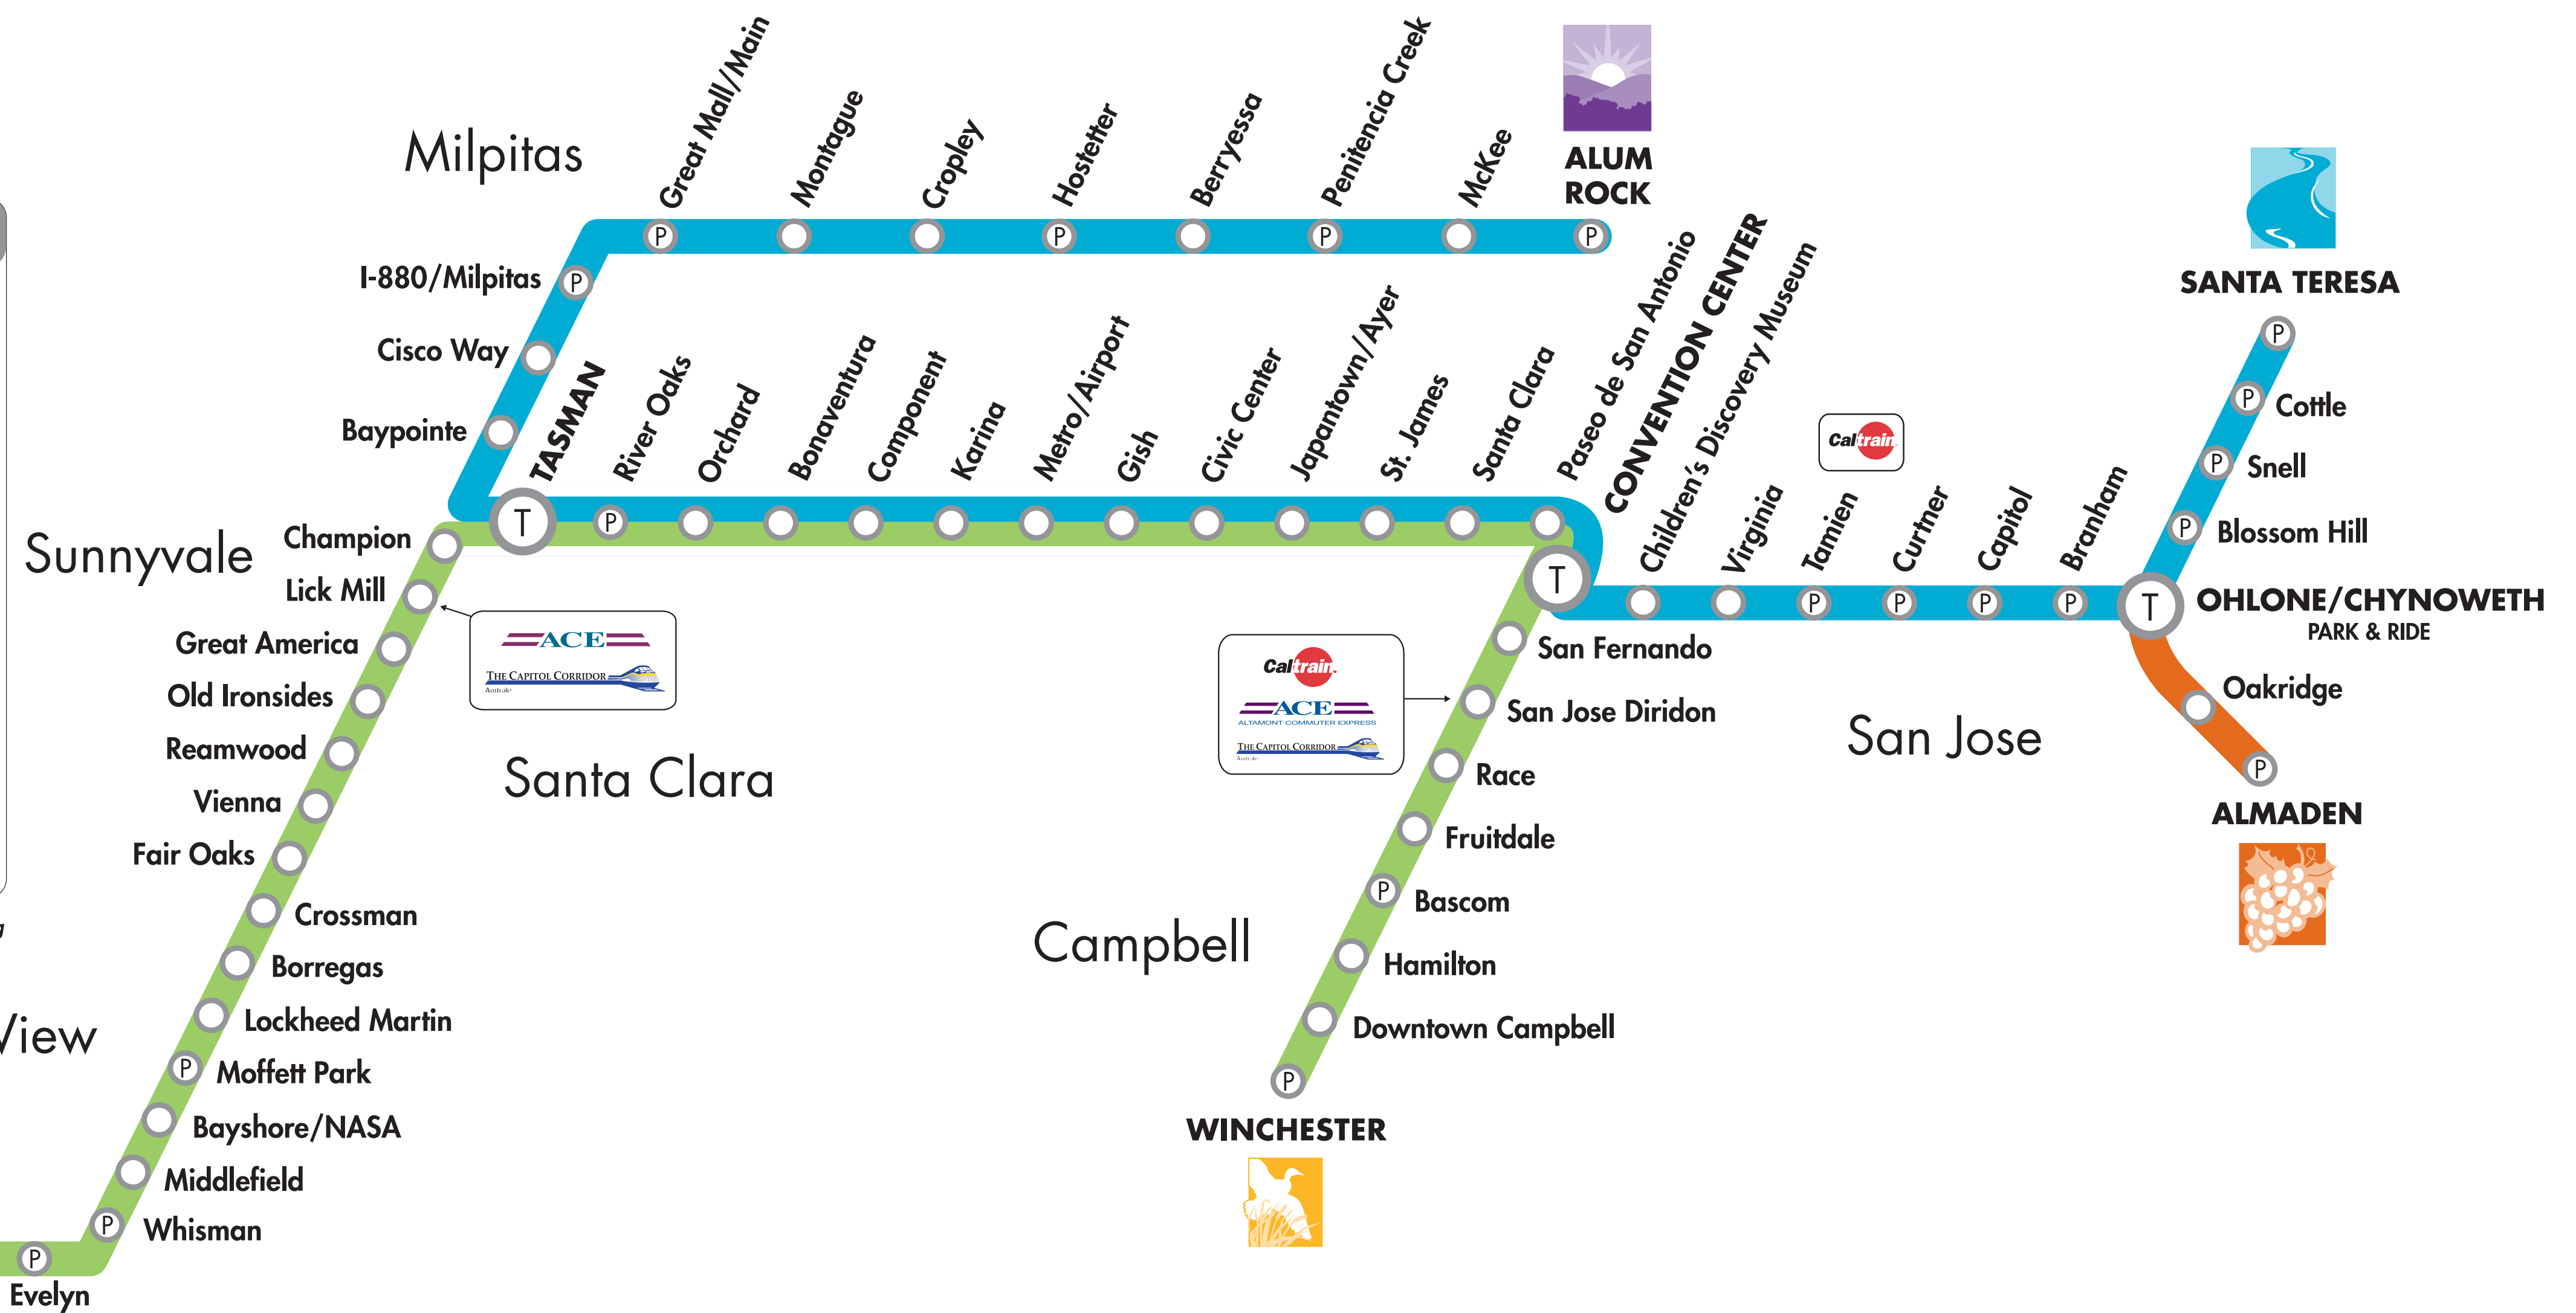 Milpitas
Great Mall/Main
Montague
Cropley
Hostetter
Berryessa
Penitencia Creek
McKee
ALUM
ROCK
P
P
P
P
I-880/Milpitas
P
Cisco Way
Baypointe
TASMAN
T
River Oaks
P
Orchard
Bonaventura
Component
Karina
Metro/Airport
Gish
Civic Center
Japantown/Ayer
St. James
Santa Clara
Paseo de San Antonio
CONVENTION CENTER
T
Children's Discovery Museum
Virginia
Caltrain
Tamien
P
Curtner
P
Capitol
P
Branham
P
SANTA TERESA
P
P
Cottle
P
Snell
P
Blossom Hill
T
OHLONE/CHYNOWETH
PARK & RIDE
Oakridge
P
ALMADEN
Sunnyvale
Champion
Lick Mill
ACE
THE CAPITOL CORRIDOR
Amtrak
Great America
Old Ironsides
Reamwood
Vienna
Fair Oaks
Santa Clara
Crossman
Borregas
Lockheed Martin
View
P
Moffett Park
Bayshore/NASA
Middlefield
P
Whisman
P
Evelyn
San Fernando
Caltrain
ACE
ALTAMONT COMMUTER EXPRESS
THE CAPITOL CORRIDOR
Amtrak
San Jose Diridon
San Jose
Race
Fruitdale
P
Bascom
Campbell
Hamilton
Downtown Campbell
P
WINCHESTER